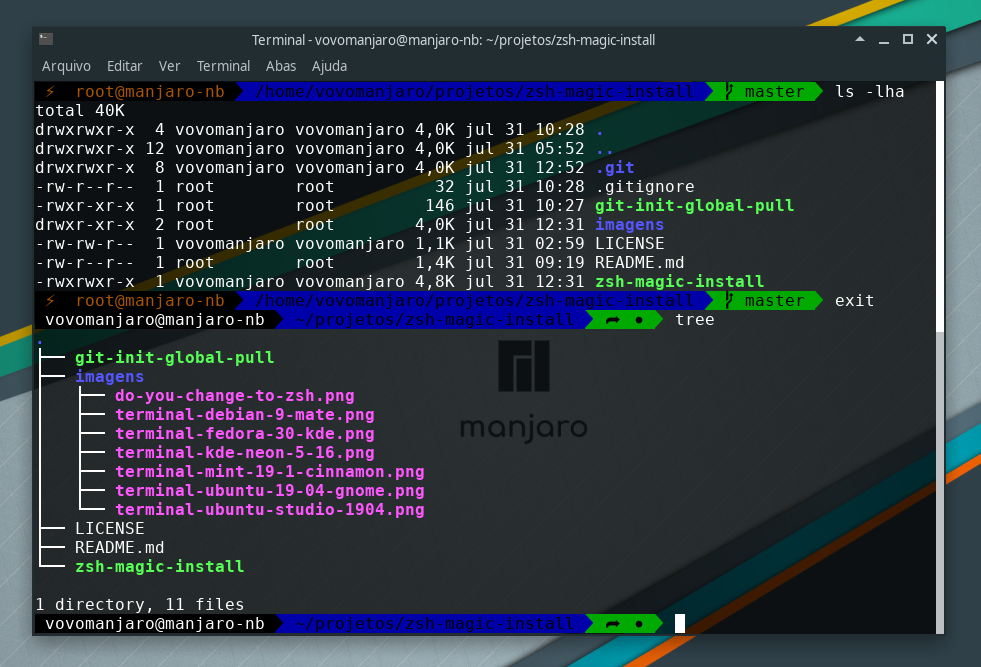 Terminal - vovomanjaro@manjaro-nb: ~/projetos/zsh-magic-install
Arquivo Editar Ver Terminal Abas Ajuda
⚡ root@manjaro-nb /home/vovomanjaro/projetos/zsh-magic-install master ls -lha
total 40K
drwxrwxr-x  4 vovomanjaro vovomanjaro 4,0K jul 31 10:28 .
drwxrwxr-x 12 vovomanjaro vovomanjaro 4,0K jul 31 05:52 ..
drwxrwxr-x  8 vovomanjaro vovomanjaro 4,0K jul 31 12:52 .git
-rw-r--r--  1 root        root          32 jul 31 10:28 .gitignore
-rwxr-xr-x  1 root        root         146 jul 31 10:27 git-init-global-pull
drwxr-xr-x  2 root        root        4,0K jul 31 12:31 imagens
-rw-rw-r--  1 vovomanjaro vovomanjaro 1,1K jul 31 02:59 LICENSE
-rw-r--r--  1 root        root        1,4K jul 31 09:19 README.md
-rwxrwxr-x  1 vovomanjaro vovomanjaro 4,8K jul 31 12:31 zsh-magic-install
⚡ root@manjaro-nb /home/vovomanjaro/projetos/zsh-magic-install master exit
vovomanjaro@manjaro-nb ~/projetos/zsh-magic-install ➦ ● tree
.
├── git-init-global-pull
├── imagens
│   ├── do-you-change-to-zsh.png
│   ├── terminal-debian-9-mate.png
│   ├── terminal-fedora-30-kde.png
│   ├── terminal-kde-neon-5-16.png
│   ├── terminal-mint-19-1-cinnamon.png
│   ├── terminal-ubuntu-19-04-gnome.png
│   └── terminal-ubuntu-studio-1904.png
├── LICENSE
├── README.md
└── zsh-magic-install
manjaro
1 directory, 11 files
vovomanjaro@manjaro-nb ~/projetos/zsh-magic-install ➦ ●